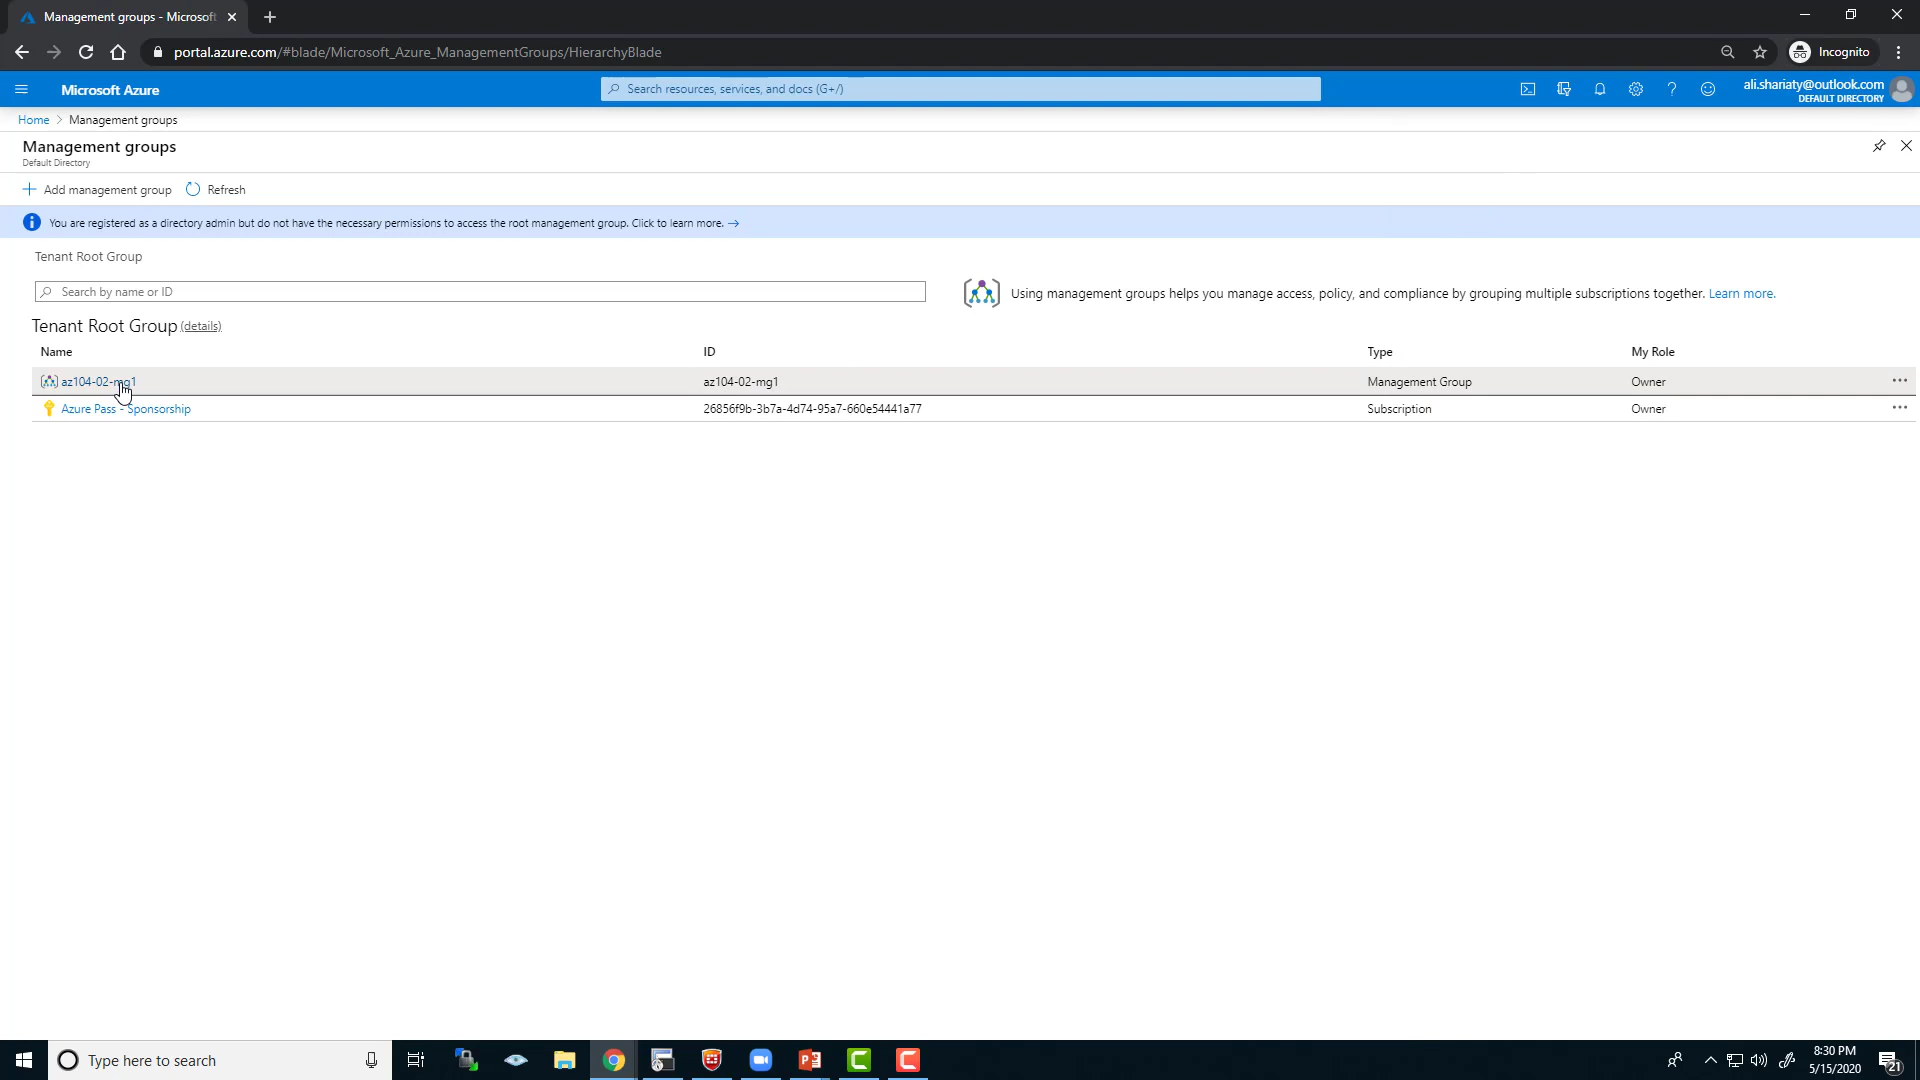 Management groups - Microsoft
portal.azure.com/#blade/Microsoft_Azure_ManagementGroups/HierarchyBlade
Incognito
Microsoft Azure
Search resources, services, and docs (G+/)
ali.shariaty@outlook.com
DEFAULT DIRECTORY
Home > Management groups
Management groups
Default Directory
Add management group
Refresh
You are registered as a directory admin but do not have the necessary permissions to access the root management group. Click to learn more. →
Tenant Root Group
Search by name or ID
Using management groups helps you manage access, policy, and compliance by grouping multiple subscriptions together. Learn more.
Tenant Root Group (details)
Name ID Type My Role
az104-02-mg1 az104-02-mg1 Management Group Owner
Azure Pass - Sponsorship 26856f9b-3b7a-4d74-95a7-660e54441a77 Subscription Owner
Type here to search
8:30 PM
5/15/2020
21